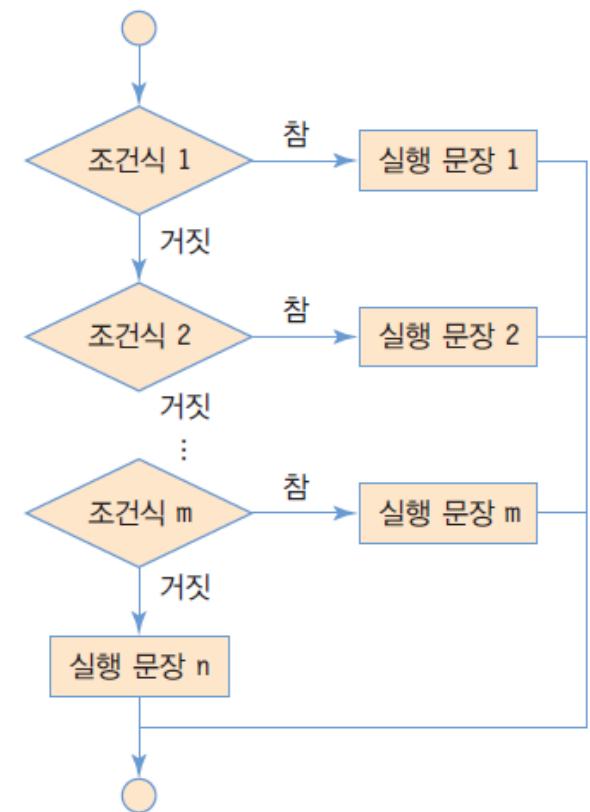 참
조건식 1
실행 문장 1
거짓
참
조건식 2
실행 문장 2
거짓
⋮
참
조건식 m
실행 문장 m
거짓
실행 문장 n